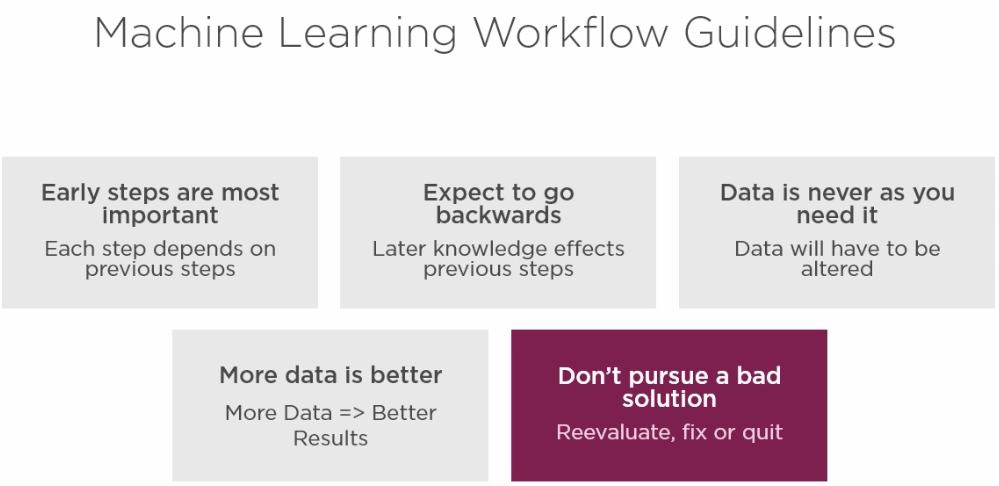 Machine Learning Workflow Guidelines
Early steps are most
important
Each step depends on
previous steps
Expect to go
backwards
Later knowledge effects
previous steps
Data is never as you
need it
Data will have to be
altered
More data is better
More Data => Better
Results
Don't pursue a bad
solution
Reevaluate, fix or quit